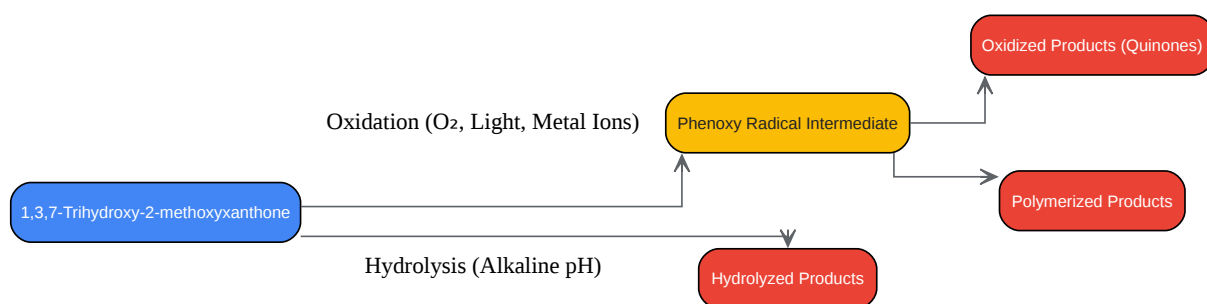 Oxidized Products (Quinones)
Oxidation (O₂, Light, Metal Ions)
Phenoxy Radical Intermediate
1,3,7-Trihydroxy-2-methoxyxanthone
Polymerized Products
Hydrolysis (Alkaline pH)
Hydrolyzed Products